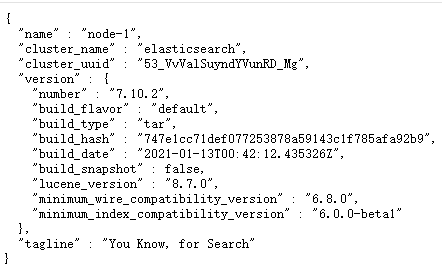 {
"name" : "node-1",
"cluster_name" : "elasticsearch",
"cluster_uuid" : "53_VvValSuyndYVunRD_Mg",
"version" : {
"number" : "7.10.2",
"build_flavor" : "default",
"build_type" : "tar",
"build_hash" : "747e1cc71def077253878a59143c1f785afa92b9",
"build_date" : "2021-01-13T00:42:12.435326Z",
"build_snapshot" : false,
"lucene_version" : "8.7.0",
"minimum_wire_compatibility_version" : "6.8.0",
"minimum_index_compatibility_version" : "6.0.0-beta1"
},
"tagline" : "You Know, for Search"
}